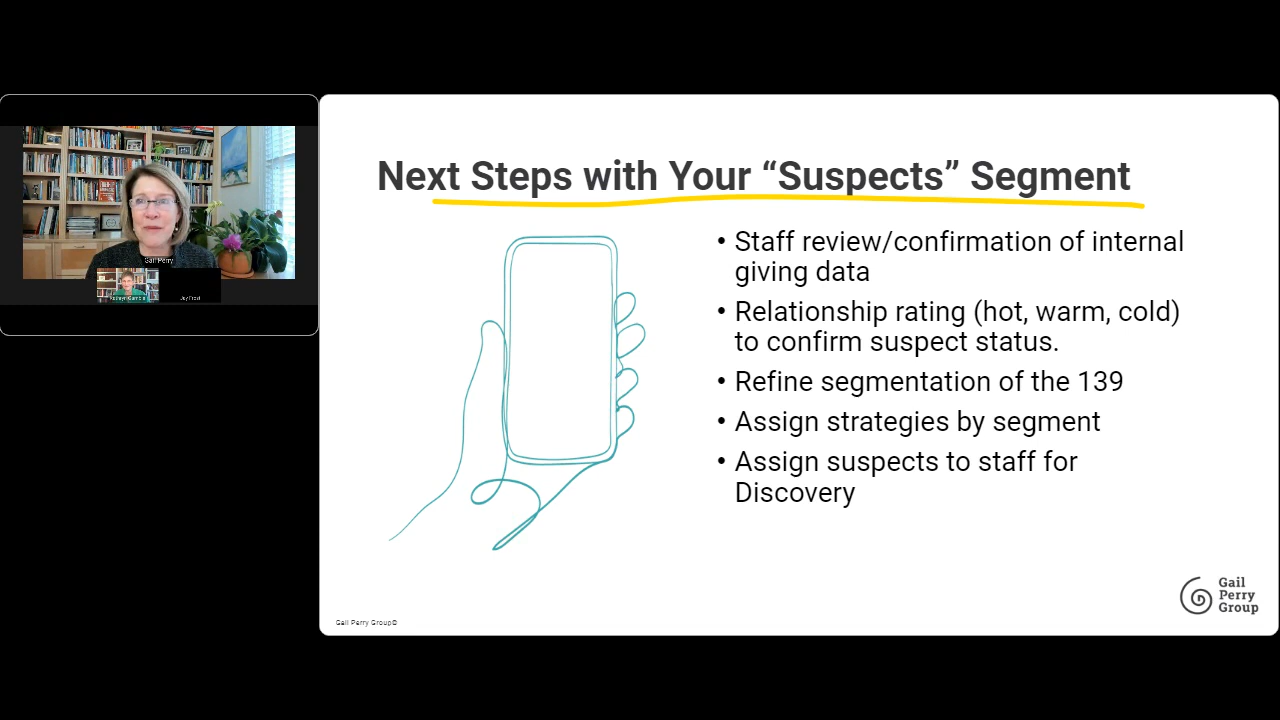 Next Steps with Your “Suspects” Segment
• Staff review/confirmation of internal
giving data
• Relationship rating (hot, warm, cold)
to confirm suspect status.
• Refine segmentation of the 139
• Assign strategies by segment
• Assign suspects to staff for
Discovery
Gail Perry
Joy Frost
Gail Perry Group©
Gail
Perry
Group